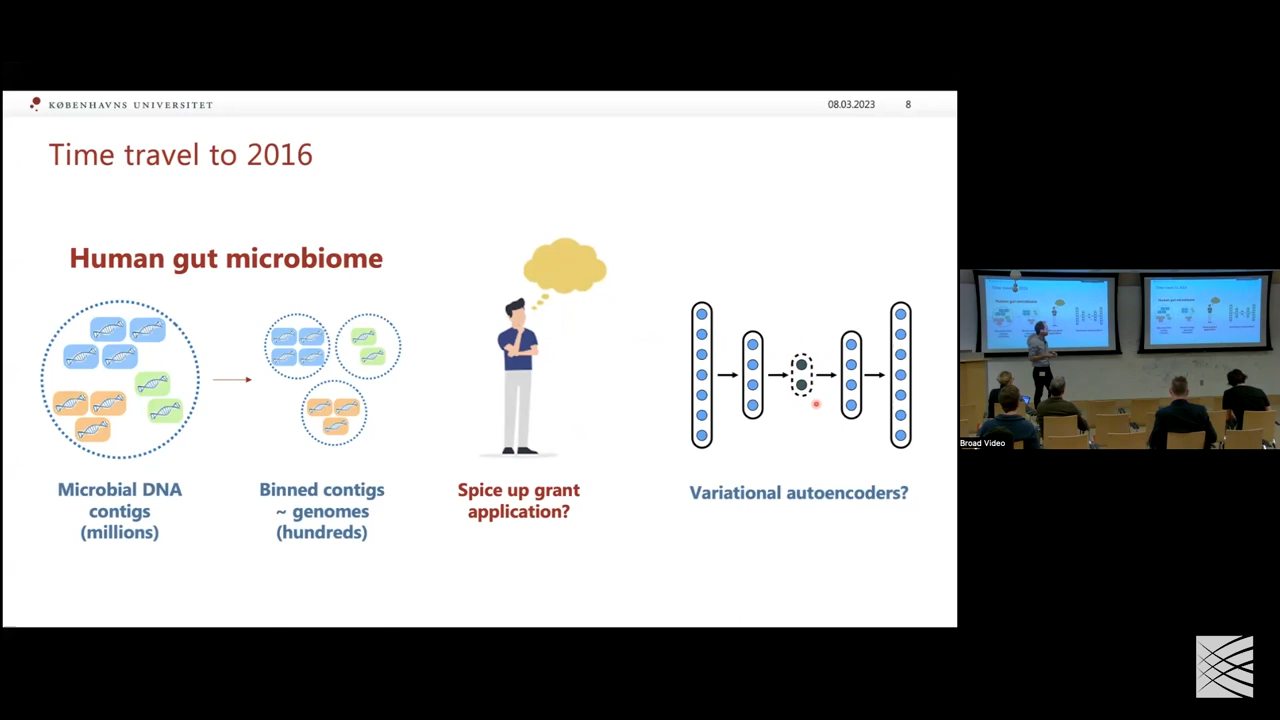 KØBENHAVNS UNIVERSITET
08.03.2023
8
Time travel to 2016
Human gut microbiome
Microbial DNA
contigs
(millions)
Binned contigs
~ genomes
(hundreds)
Spice up grant
application?
Variational autoencoders?
Broad Video